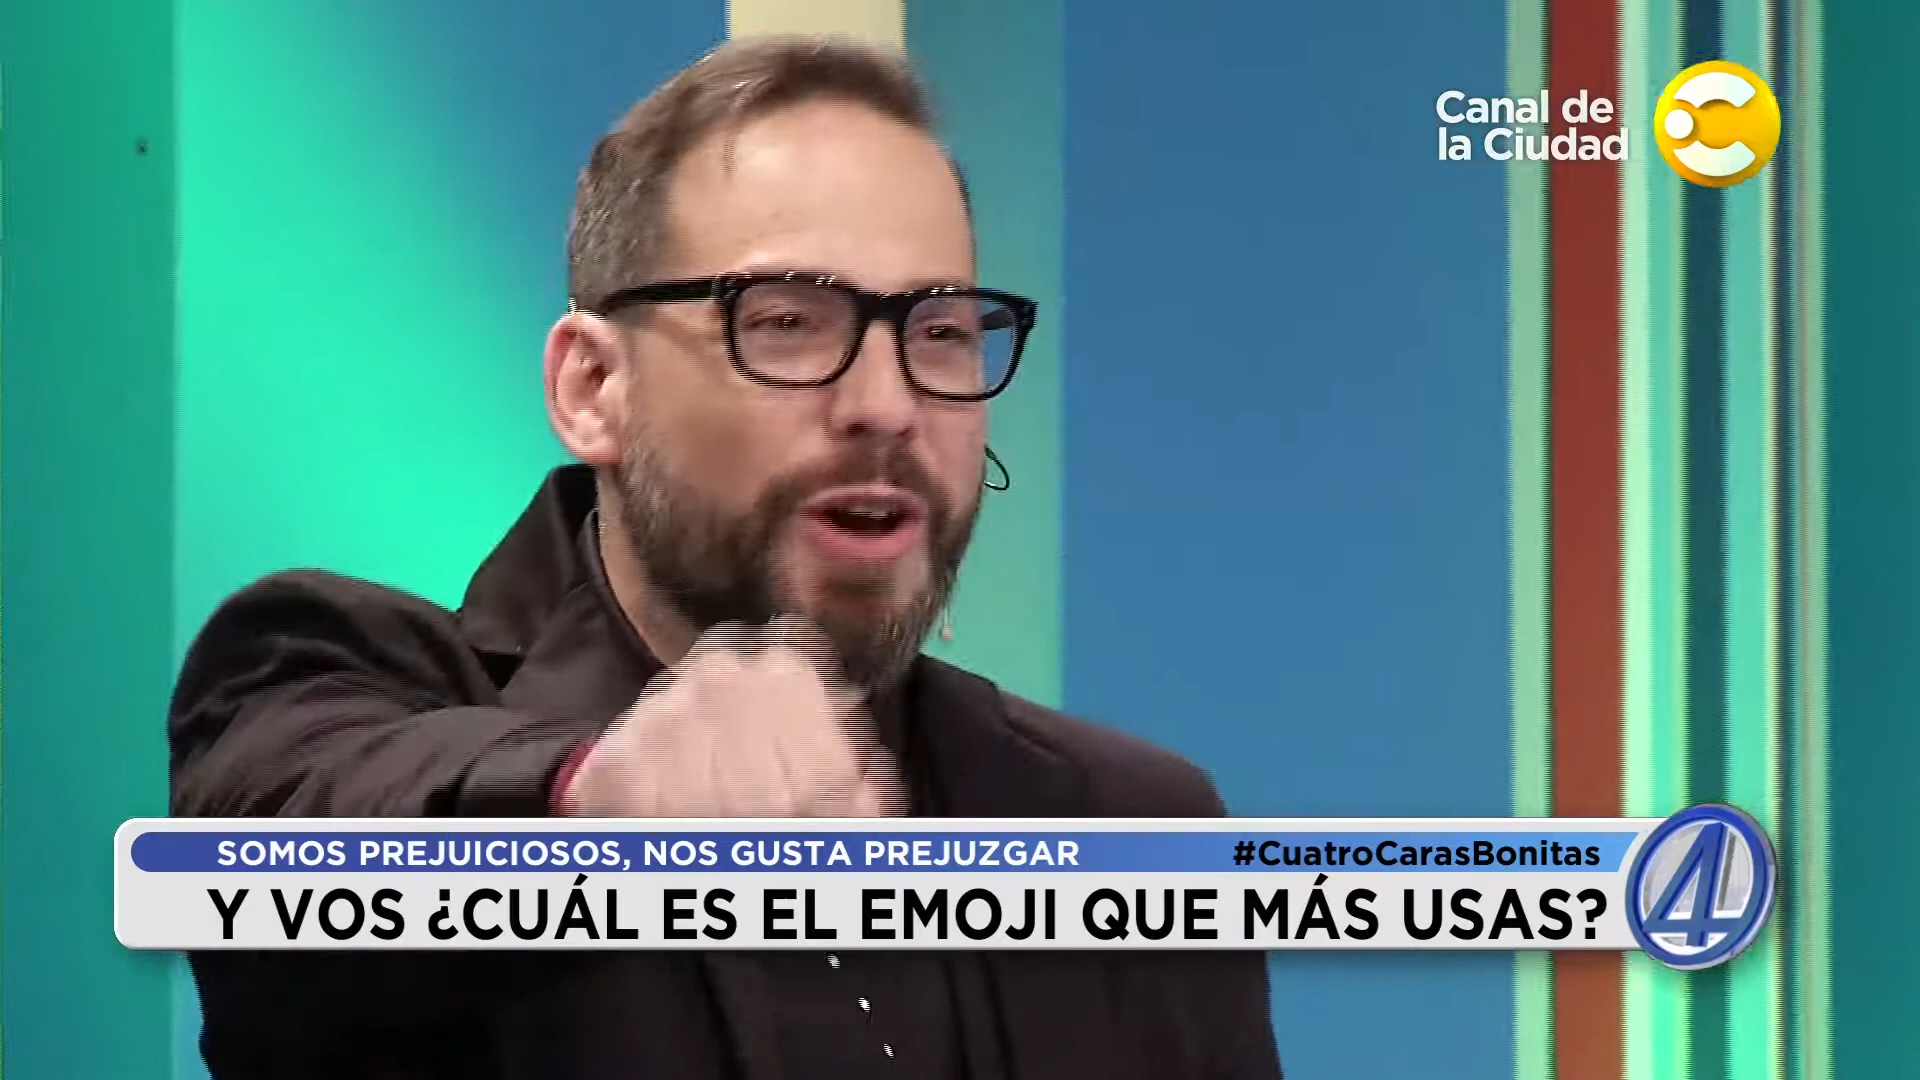 Canal de
la Ciudad
SOMOS PREJUICIOSOS, NOS GUSTA PREJUZGAR
#CuatroCarasBonitas
Y VOS ¿CUÁL ES EL EMOJI QUE MÁS USAS?
4